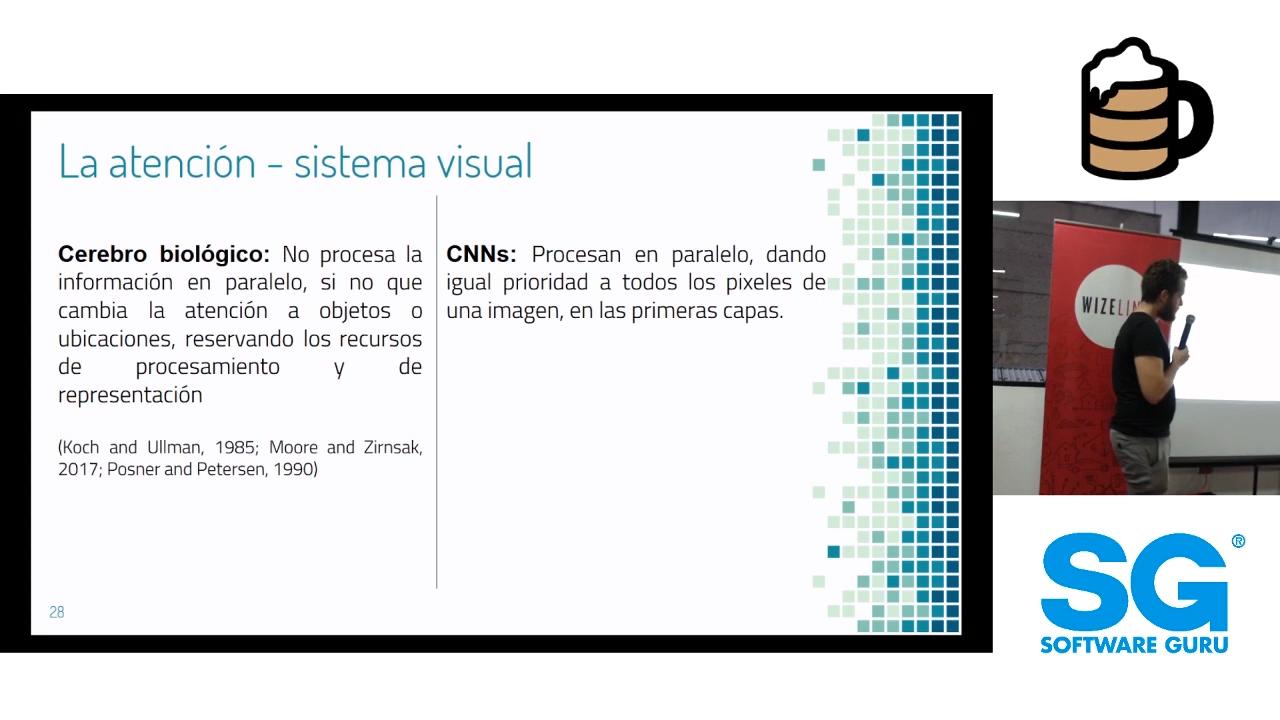 La atención - sistema visual
Cerebro biológico: No procesa la
información en paralelo, si no que
cambia la atención a objetos o
ubicaciones, reservando los recursos
de procesamiento y de
representación
(Koch and Ullman, 1985; Moore and Zirnsak,
2017; Posner and Petersen, 1990)
CNNs: Procesan en paralelo, dando
igual prioridad a todos los pixeles de
una imagen, en las primeras capas.
28
WIZELIN
SG®
SOFTWARE GURU